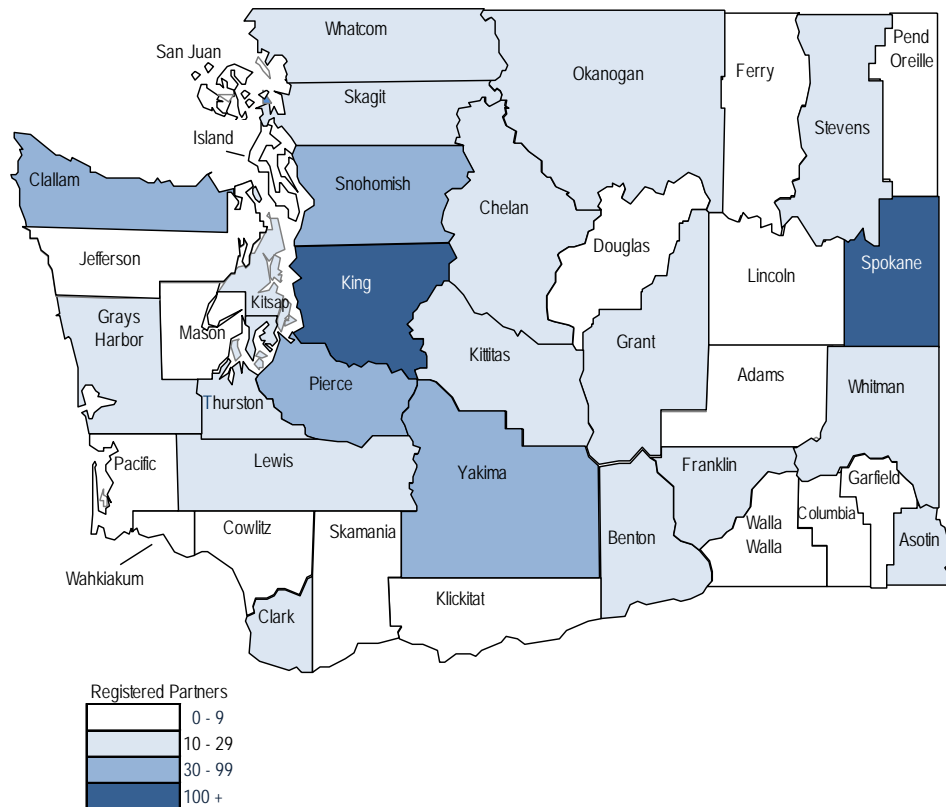 Whatcom
San Juan
Okanogan
Ferry
Pend
Oreille
Skagit
Island
Stevens
Clallam
Snohomish
Chelan
Douglas
Jefferson
King
Lincoln
Spokane
Kitsap
Grays
Harbor
Mason
Kittitas
Grant
Pierce
Adams
Whitman
Thurston
Pacific
Lewis
Yakima
Franklin
Garfield
Cowlitz
Skamania
Walla
Walla
Columbia
Benton
Asotin
Wahkiakum
Klickitat
Clark
Registered Partners
0 - 9
10 - 29
30 - 99
100 +